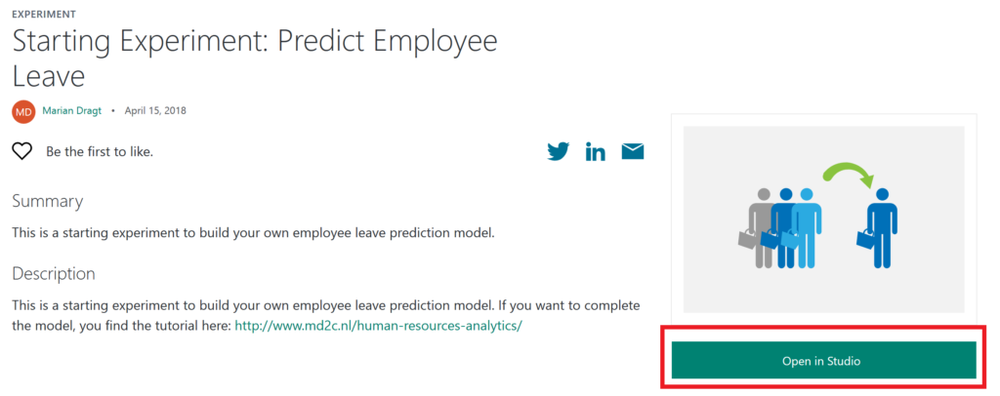 EXPERIMENT
Starting Experiment: Predict Employee
Leave
MD Marian Dragt • April 15, 2018
Be the first to like.
in
Summary
This is a starting experiment to build your own employee leave prediction model.
Description
This is a starting experiment to build your own employee leave prediction model. If you want to complete
the model, you find the tutorial here: http://www.md2c.nl/human-resources-analytics/
Open in Studio